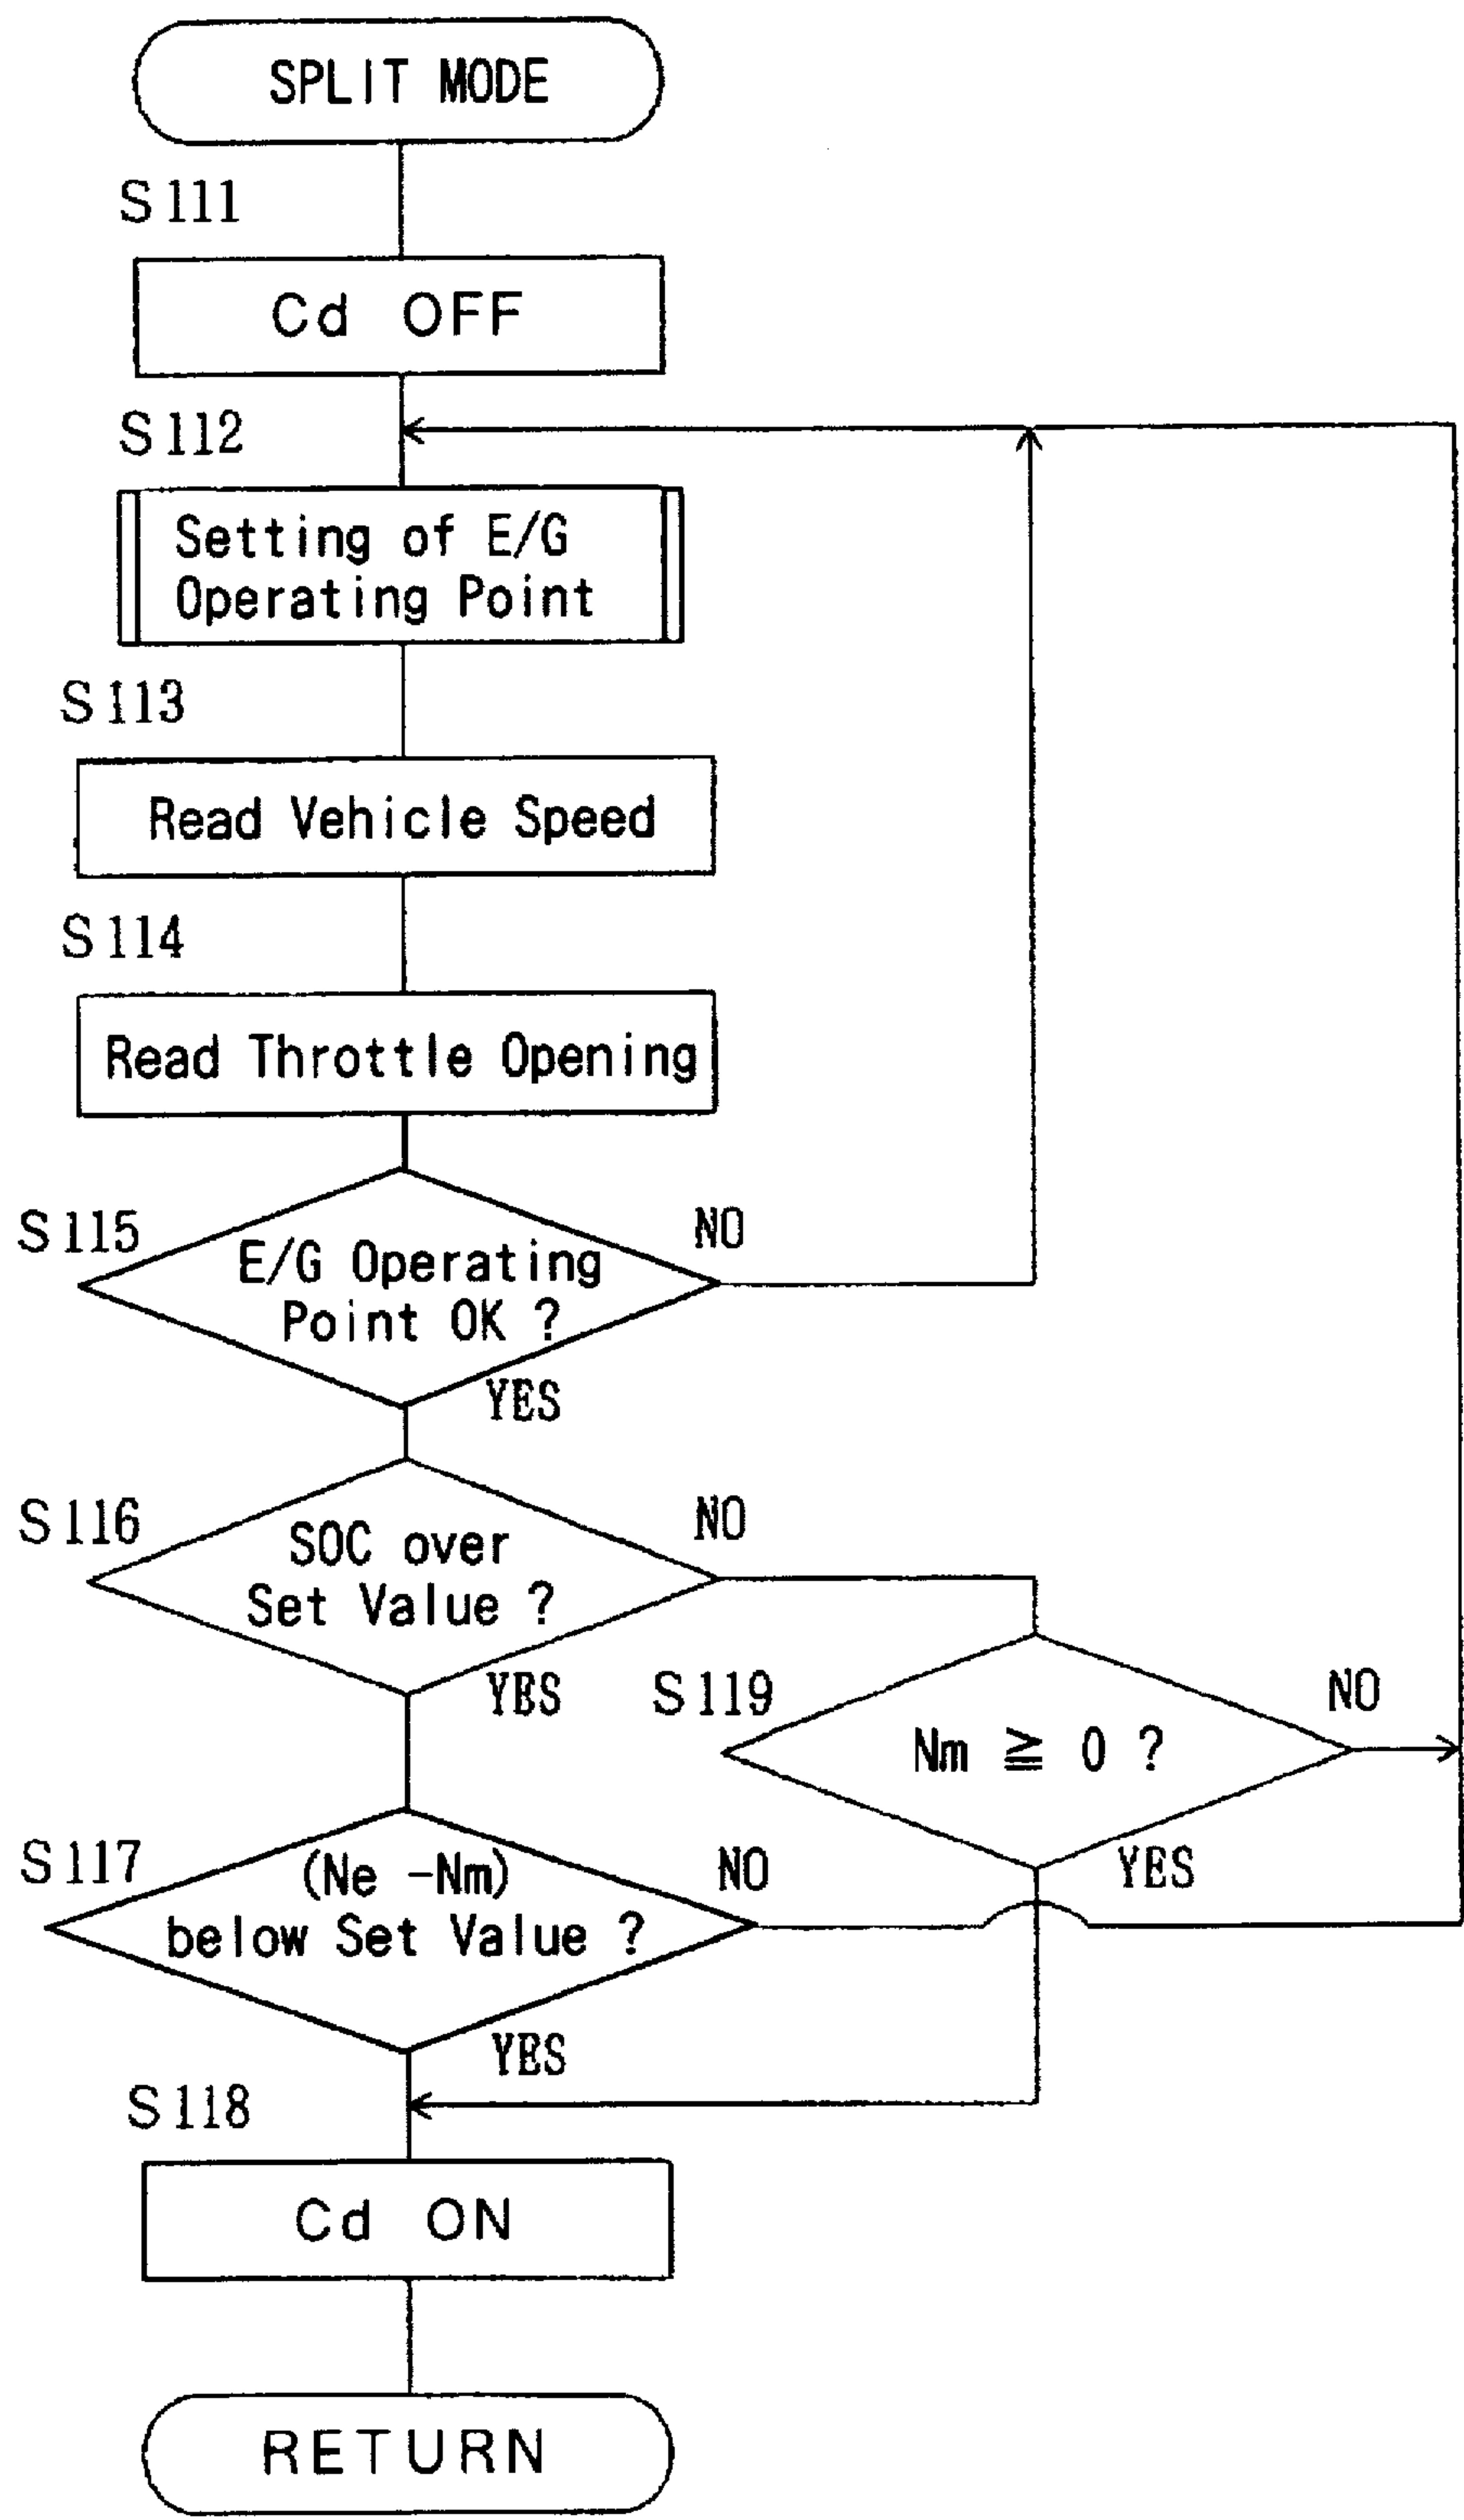 SPLIT MODE
S111
Cd OFF
S112
Setting of E/G
Operating Point
S113
Read Vehicle Speed
S114
Read Throttle Opening
S115
E/G Operating
Point OK ?
NO
YES
S116
SOC over
Set Value ?
NO
YES
S119
Nm ≧ 0 ?
NO
YES
S117
(Ne -Nm)
below Set Value ?
NO
YES
S118
Cd ON
RETURN